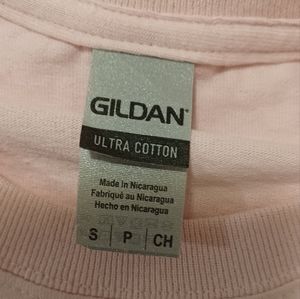 GILDAN
ULTRA COTTON
Made in Nicaragua
Fabriqué au Nicaragua
Hecho en Nicaragua
S P CH